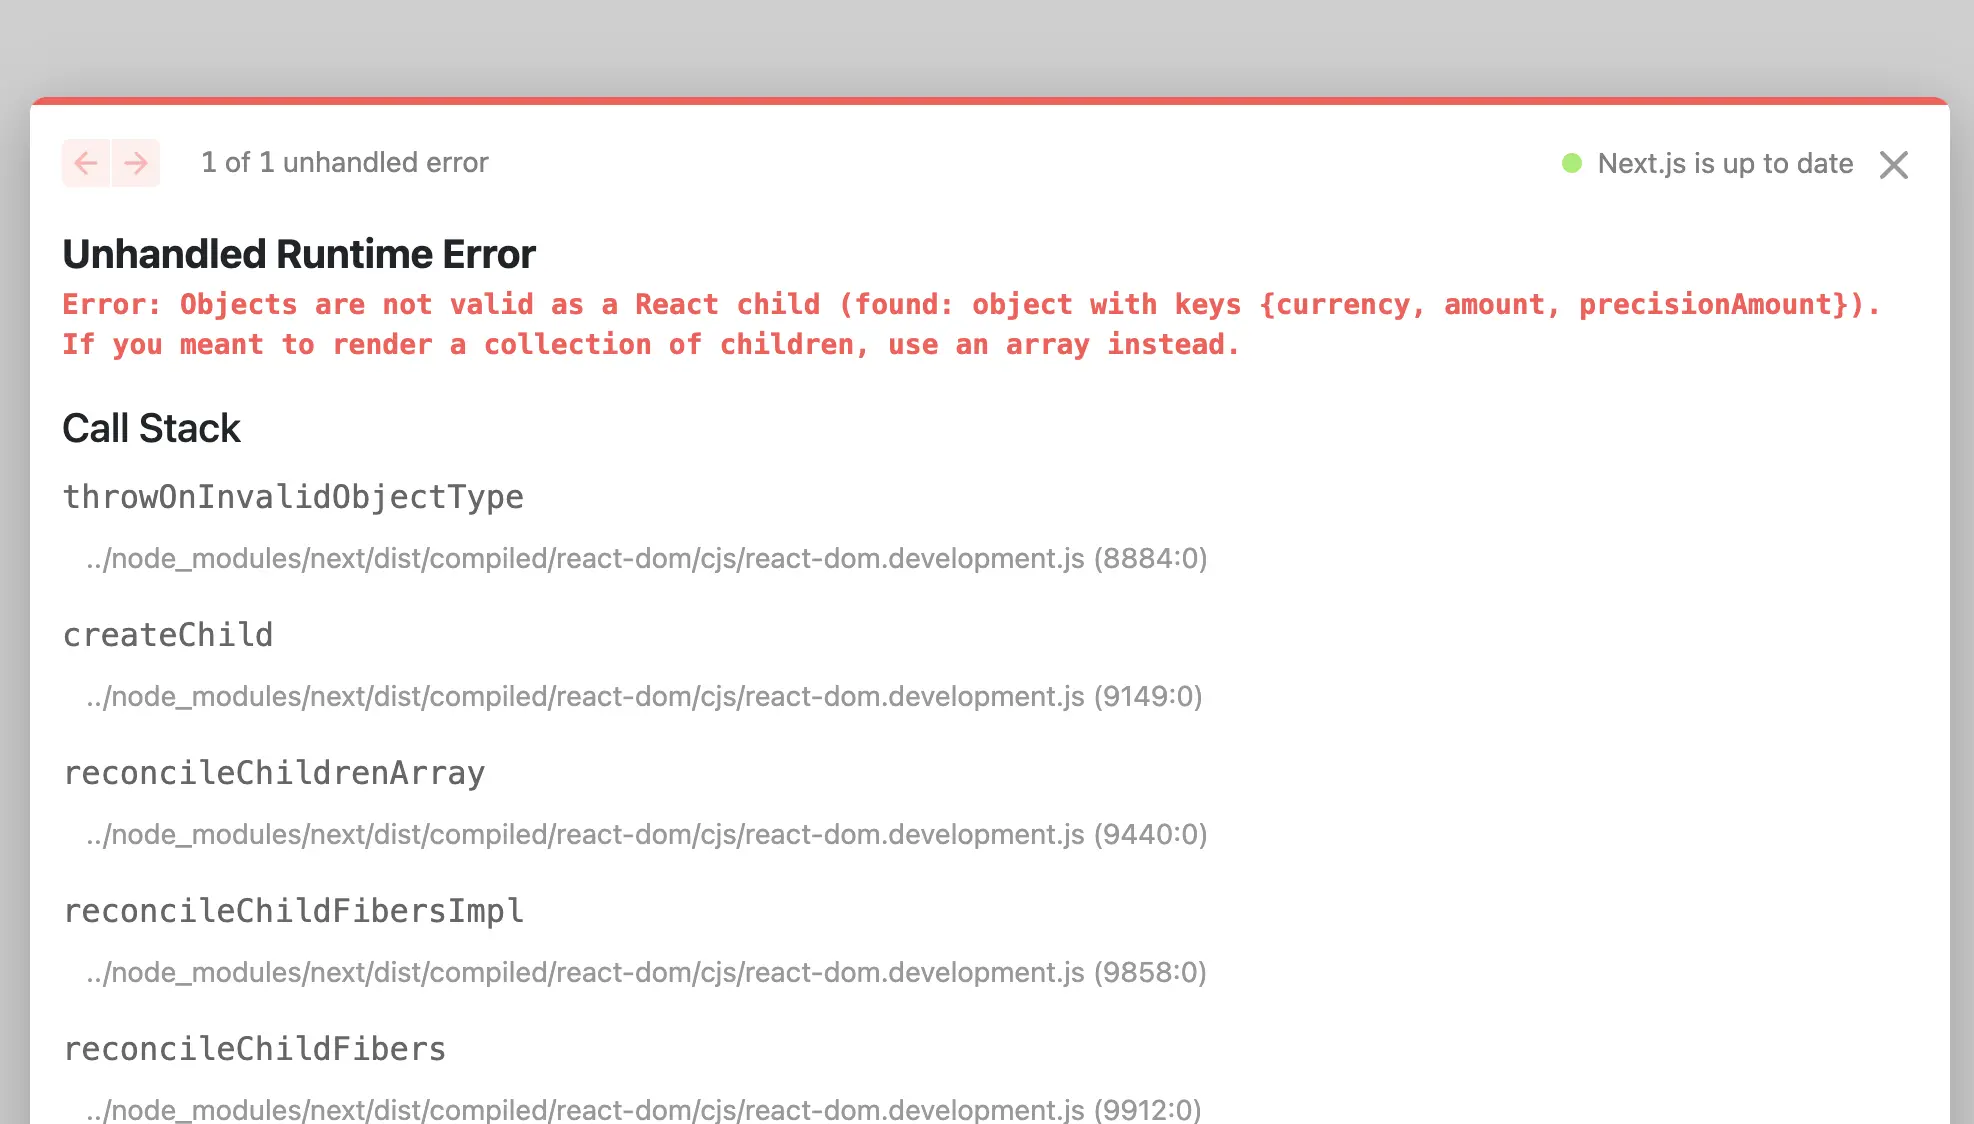 1 of 1 unhandled error
Next.js is up to date
Unhandled Runtime Error
Error: Objects are not valid as a React child (found: object with keys {currency, amount, precisionAmount}).
If you meant to render a collection of children, use an array instead.
Call Stack
throwOnInvalidObjectType
../node_modules/next/dist/compiled/react-dom/cjs/react-dom.development.js (8884:0)
createChild
../node_modules/next/dist/compiled/react-dom/cjs/react-dom.development.js (9149:0)
reconcileChildrenArray
../node_modules/next/dist/compiled/react-dom/cjs/react-dom.development.js (9440:0)
reconcileChildFibersImpl
../node_modules/next/dist/compiled/react-dom/cjs/react-dom.development.js (9858:0)
reconcileChildFibers
../node_modules/next/dist/compiled/react-dom/cjs/react-dom.development.js (9912:0)